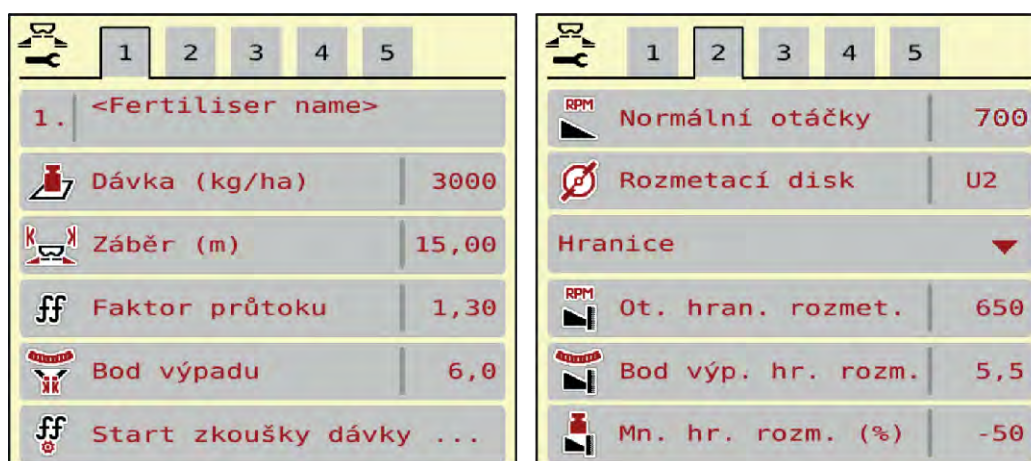 1 2 3 4 5
1. <Fertiliser name>
Dávka (kg/ha) 3000
Záběr (m) 15,00
ff Faktor průtoku 1,30
Bod výpadu 6,0
ff Start zkoušky dávky ...
1 2 3 4 5
RPM Normální otáčky 700
Rozmetací disk U2
Hranice
RPM Ot. hran. rozmet. 650
Bod výp. hr. rozm. 5,5
Mn. hr. rozm. (%) -50